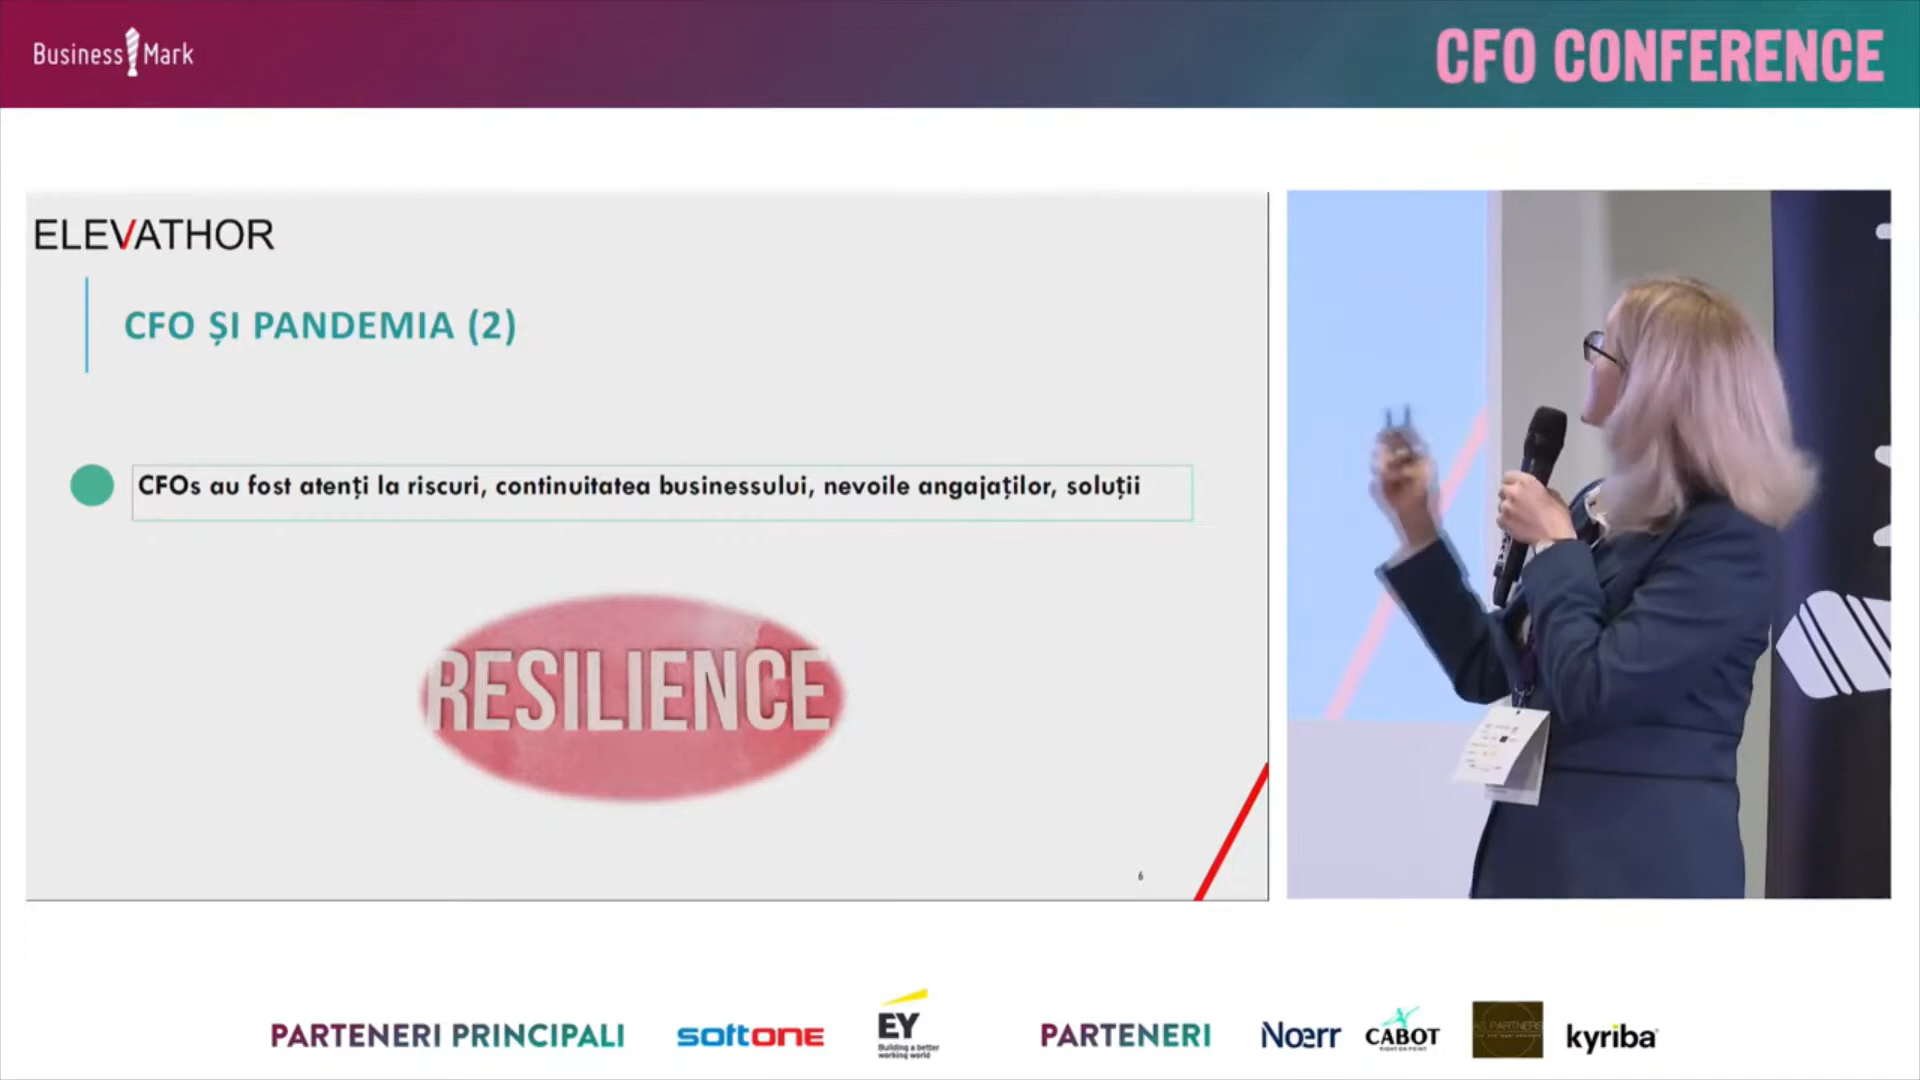 Business Mark
CFO CONFERENCE
ELEVATHOR
CFO ȘI PANDEMIA (2)
CFOs au fost atenți la riscuri, continuitatea businessului, nevoile angajaților, soluții
RESILIENCE
6
PARTENERI PRINCIPALI
softone
EY
Building a better
working world
PARTENERI
Noerr
CABOT
kyriba